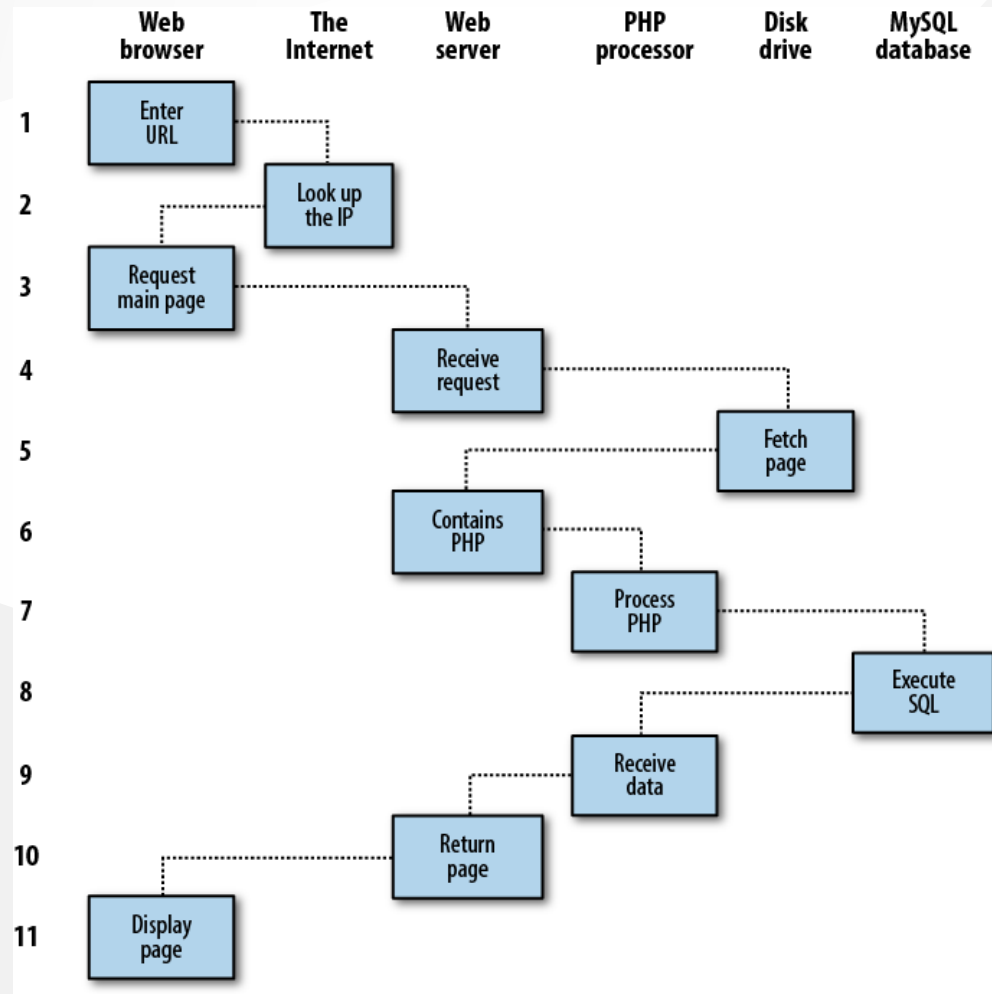 Web
browser
The
Internet
Web
server
PHP
processor
Disk
drive
MySQL
database
1
Enter
URL
2
Look up
the IP
3
Request
main page
4
Receive
request
5
Fetch
page
6
Contains
PHP
7
Process
PHP
8
Execute
SQL
9
Receive
data
10
Return
page
11
Display
page